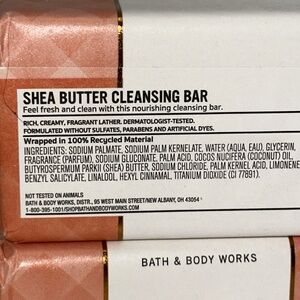 SHEA BUTTER CLEANSING BAR
Feel fresh and clean with this nourishing cleansing bar.
RICH, CREAMY, FRAGRANT LATHER. DERMATOLOGIST-TESTED.
FORMULATED WITHOUT SULFATES, PARABENS AND ARTIFICIAL DYES.
Wrapped in 100% Recycled Material
INGREDIENTS: SODIUM PALMATE, SODIUM PALM KERNELATE, WATER (AQUA, EAU), GLYCERIN,
FRAGRANCE (PARFUM), SODIUM GLUCONATE, PALM ACID, COCOS NUCIFERA (COCONUT) OIL,
BUTYROSPERMUM PARKII (SHEA) BUTTER, SODIUM CHLORIDE, PALM KERNEL ACID, LIMONENE
BENZYL SALICYLATE, LINALOOL, HEXYL CINNAMAL, TITANIUM DIOXIDE (CI 77891).
NOT TESTED ON ANIMALS
BATH & BODY WORKS, DISTR., 95 WEST MAIN STREET/NEW ALBANY, OH 43054
1-800-395-1001/SHOPBATHANDBODYWORKS.COM
BATH & BODY WORKS